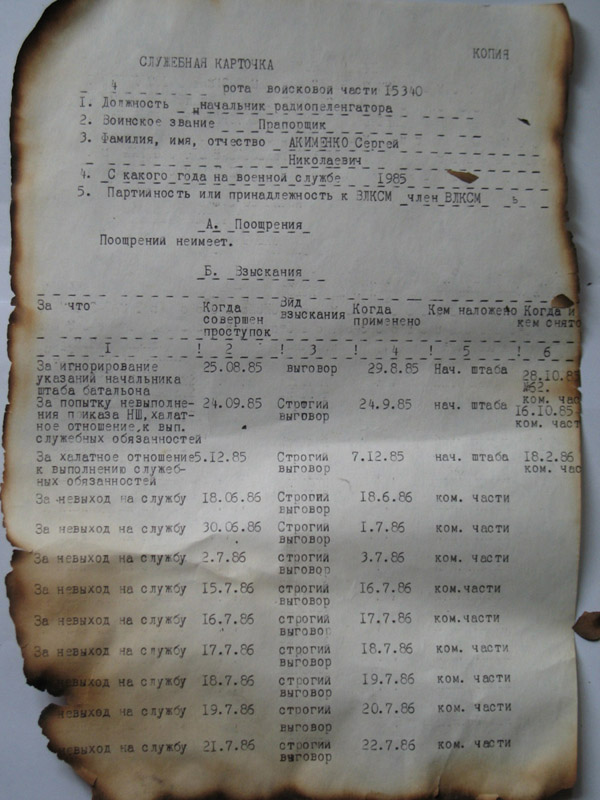 КОПИЯ
СЛУЖЕБНАЯ КАРТОЧКА
4 рота войсковой части 15340
1. Должность начальник радиопеленгатора
2. Воинское звание Прапорщик
3. Фамилия, имя, отчество АКИМЕНКО Сергей
Николаевич
4. С какого года на военной службе 1985
5. Партийность или принадлежность к ВЛКСМ член ВЛКСМ
А. Поощрения
Поощрений неимеет.
Б. Взыскания
За что Когда Вид Когда Кем наложено Когда и
совершен взыскания применено кем снято
проступок
I ! 2 ! 3 ! 4 ! 5 ! 6
За игнорирование 25.08.85 выговор 29.8.85 Нач. штаба
указаний начальника 28.10.85
штаба батальона №62.
За попытку невыполне- 24.09.85 Строгий 24.9.85 нач. штаба ком. час
ния приказа НШ, халат- выговор 16.10.85
ное отношение к вып. ком. част
служебных обязанностей
За халатное отношение 5.12.85 Строгий 7.12.85 нач. штаба 18.2.86
к выполнению служеб- выговор ком. час
ных обязанностей
За невыход на службу 18.06.86 Строгий 18.6.86 ком. части
выговор
За невыход на службу 30.06.86 Строгий 1.7.86 ком. части
выговор
За невыход на службу 2.7.86 строгий 3.7.86 ком. части
выговор
За невыход на службу 15.7.86 строгий 16.7.86 ком.части
выговор
За невыход на службу 16.7.86 строгий 17.7.86 ком.части
выговор
За невыход на службу 17.7.86 строгий 18.7.86 ком. части
выговор
невыход на службу 18.7.86 строгий 19.7.86 ком. части
выговор
невыход на службу 19.7.86 строгий 20.7.86 ком. части
выговор
невыход на службу 21.7.86 строгий 22.7.86 ком. части
выговор